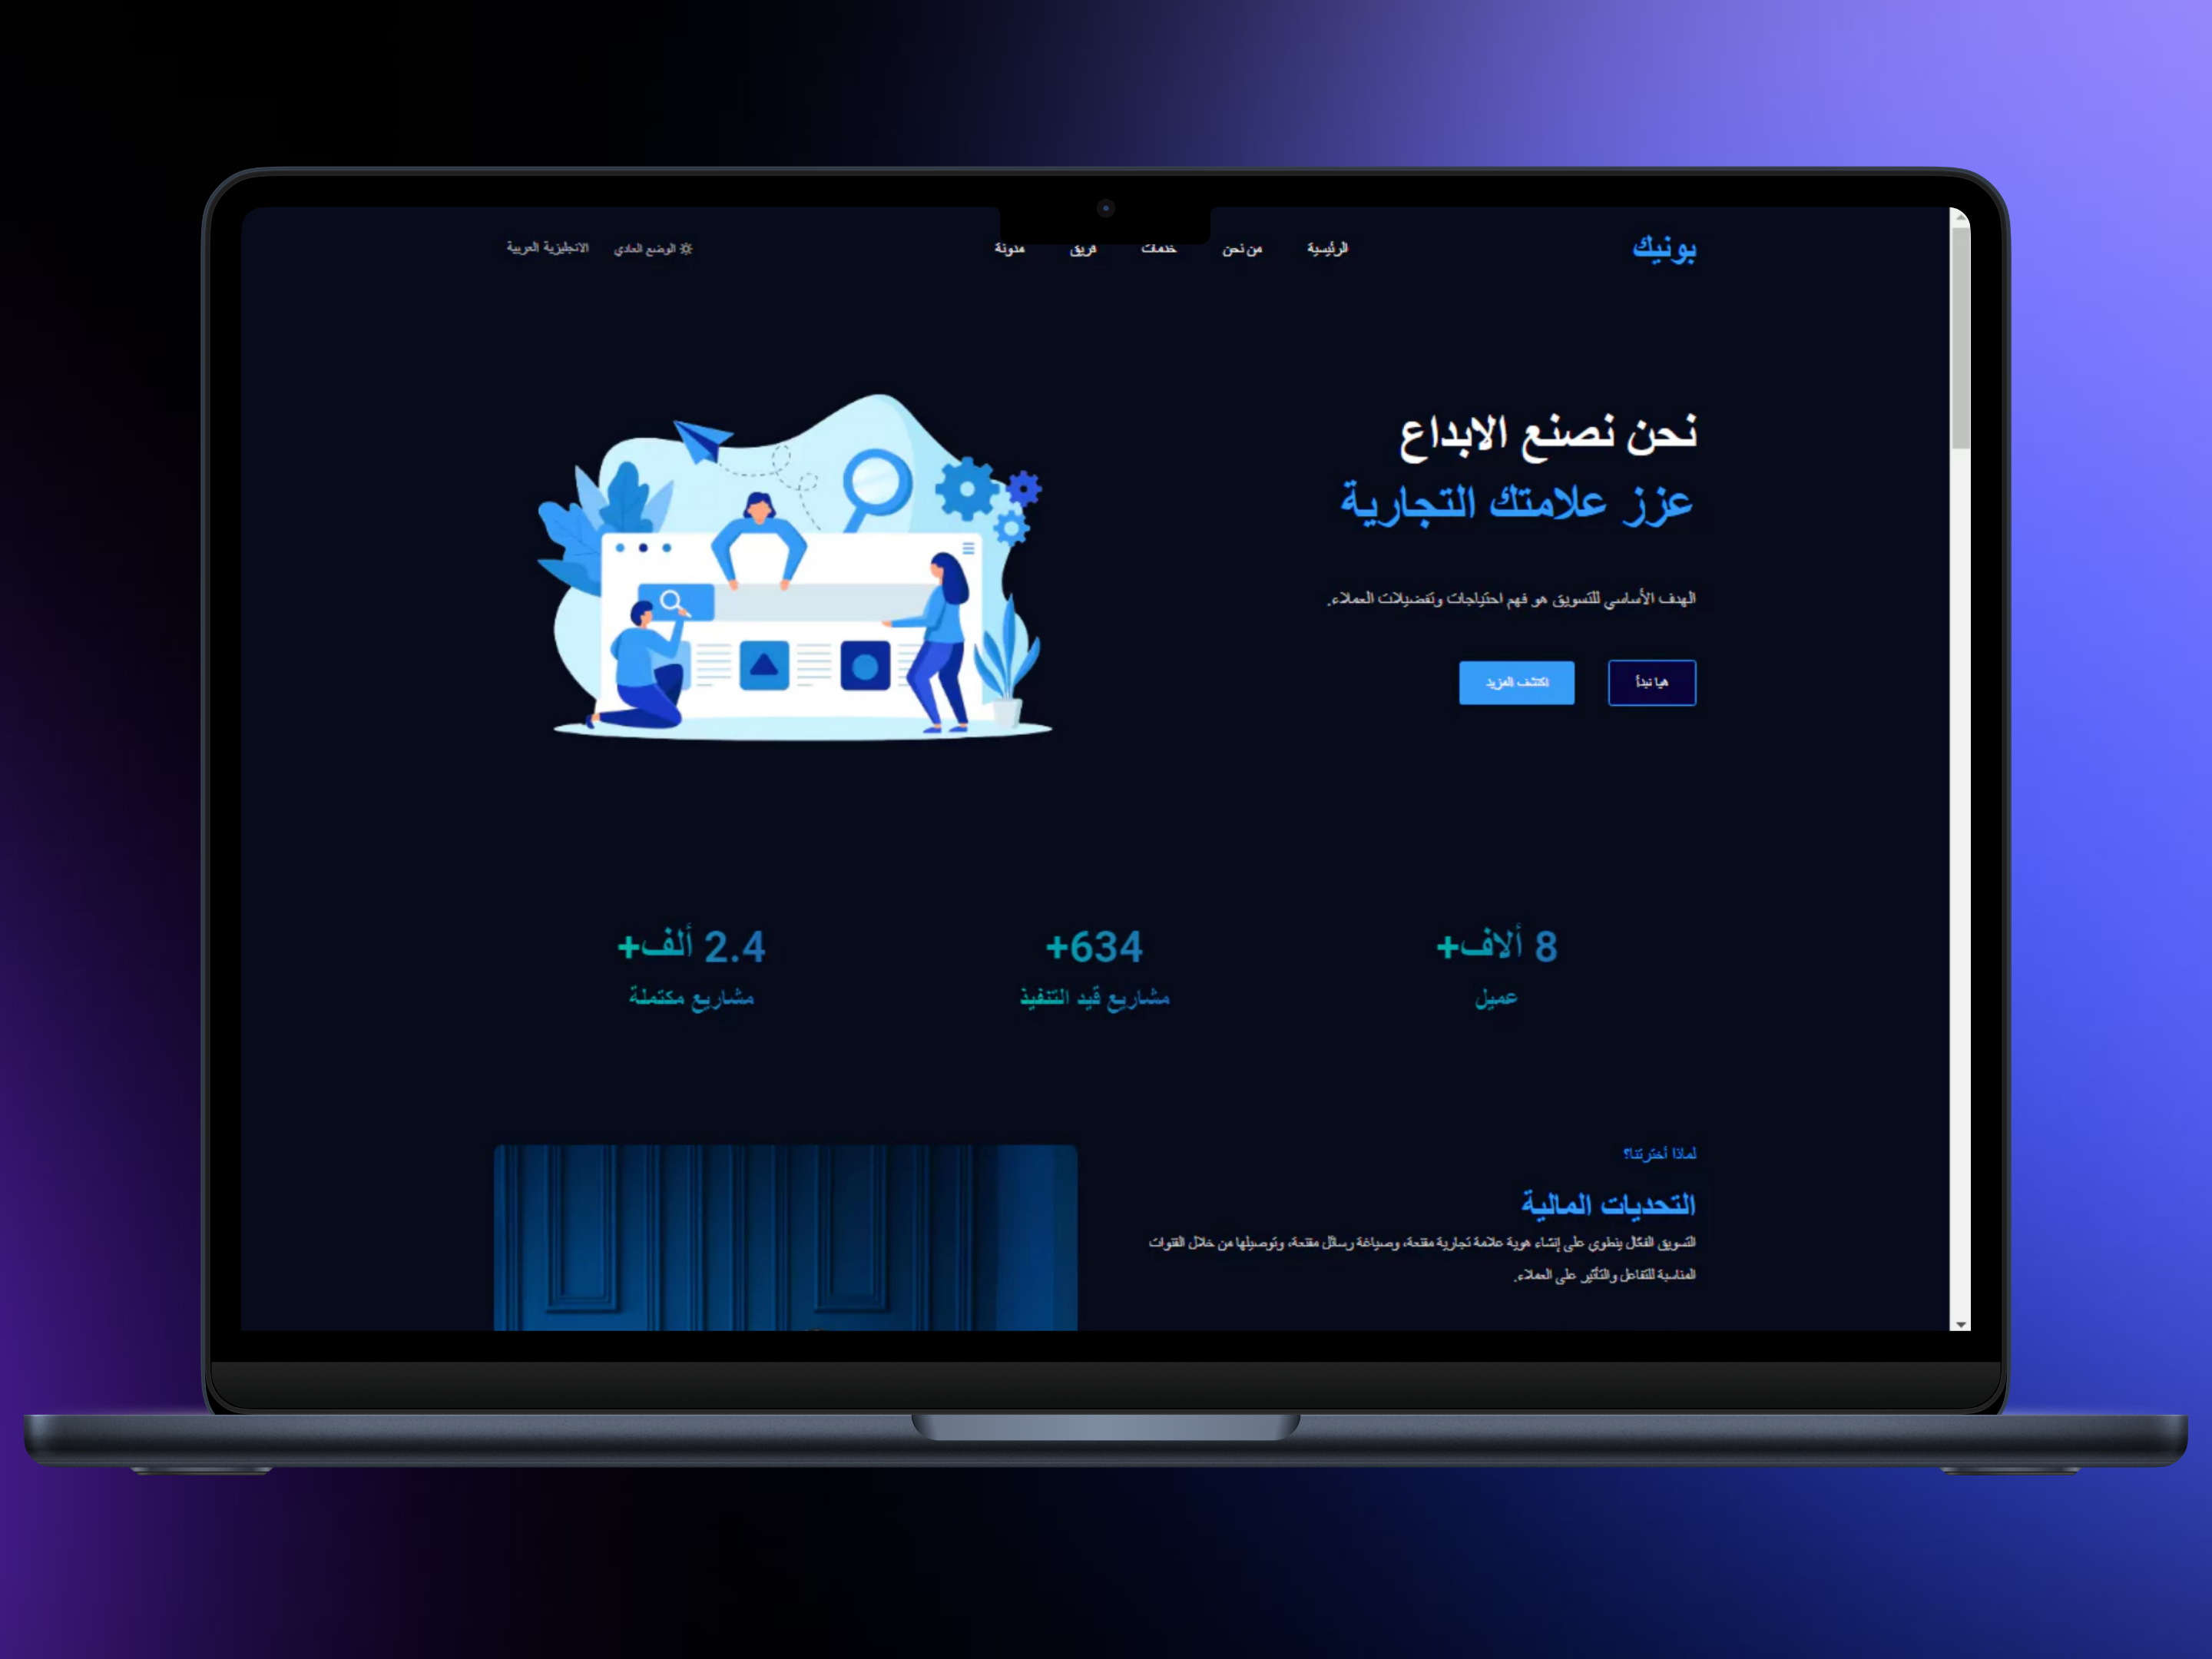 بونيك
الرئيسية
من نحن
خدمات
فريق
مدونة
الوضع العادي
الانجليزية العربية
نحن نصنع الابداع
عزز علامتك التجارية
الهدف الأساسي للتسويق هو فهم احتياجات وتفضيلات العملاء.
هيا نبدأ
اكتشف المزيد
8 ألاف+
عميل
634+
مشاريع قيد التنفيذ
2.4 ألف+
مشاريع مكتملة
لماذا أخترتنا؟
التحديات المالية
التسويق الفعّال ينطوي على إنشاء هوية علامة تجارية مقنعة، وصياغة رسائل مقنعة، وتوصيلها من خلال القنوات
المناسبة للتفاعل والتأثير على العملاء.